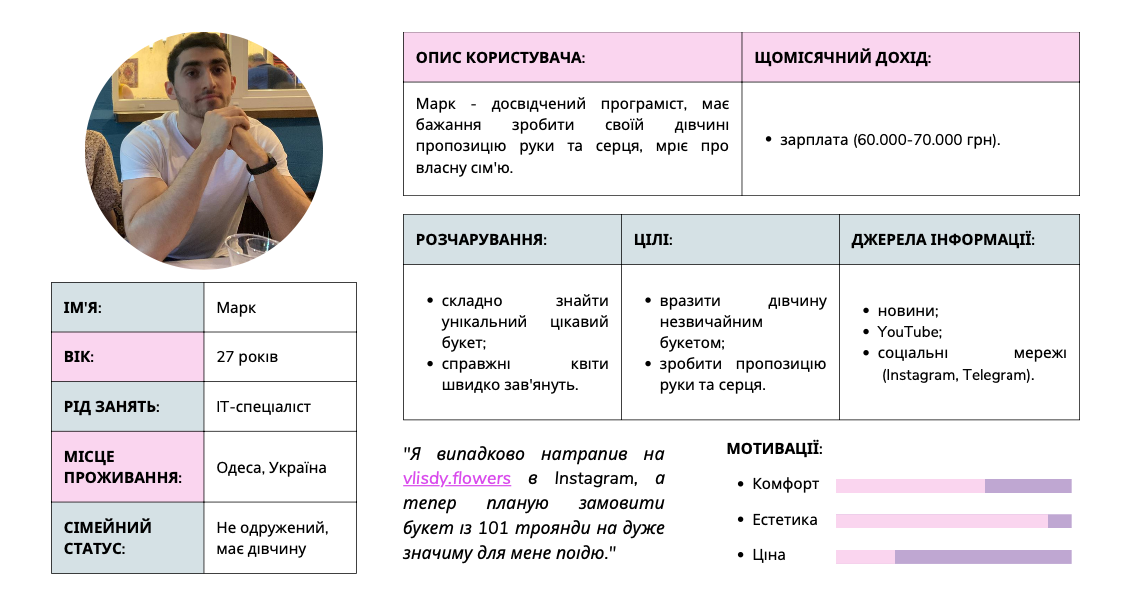 ОПИС КОРИСТУВАЧА:
ЩОМІСЯЧНИЙ ДОХІД:
Марк - досвідчений програміст, має
бажання зробити своїй дівчині
пропозицію руки та серця, мріє про
власну сім'ю.
• зарплата (60.000-70.000 грн).
РОЗЧАРУВАННЯ:
ЦІЛІ:
ДЖЕРЕЛА ІНФОРМАЦІЇ:
• складно знайти
унікальний цікавий
букет;
• справжні квіти
швидко зав'януть.
• вразити дівчину
незвичайним
букетом;
• зробити пропозицію
руки та серця.
• новини;
• YouTube;
• соціальні мережі
(Instagram, Telegram).
ІМ'Я:
Марк
ВІК:
27 років
РІД ЗАНЯТЬ:
ІТ-спеціаліст
МІСЦЕ
ПРОЖИВАННЯ:
Одеса, Україна
СІМЕЙНИЙ
СТАТУС:
Не одружений,
має дівчину
"Я випадково натрапив на
vlisdy.flowers в Instagram, а
тепер планую замовити
букет із 101 троянди на дуже
значиму для мене поїдю."
МОТИВАЦІЇ:
• Комфорт
• Естетика
• Ціна